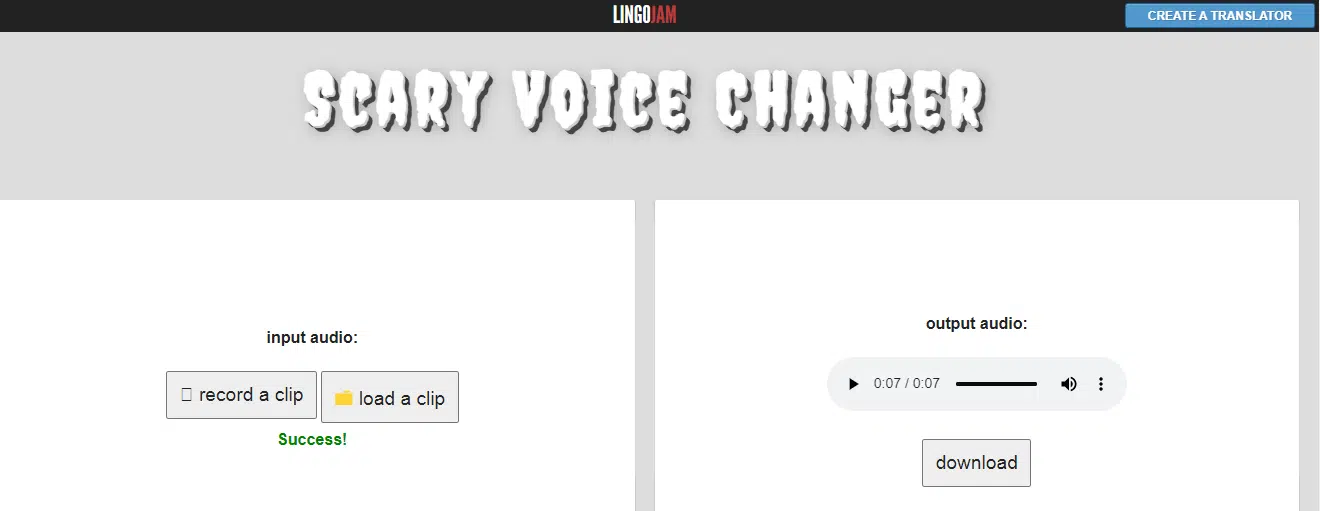 LINGOJAM
CREATE A TRANSLATOR
SCARY VOICE CHANGER
input audio:
record a clip
load a clip
Success!
output audio:
0:07 / 0:07
download